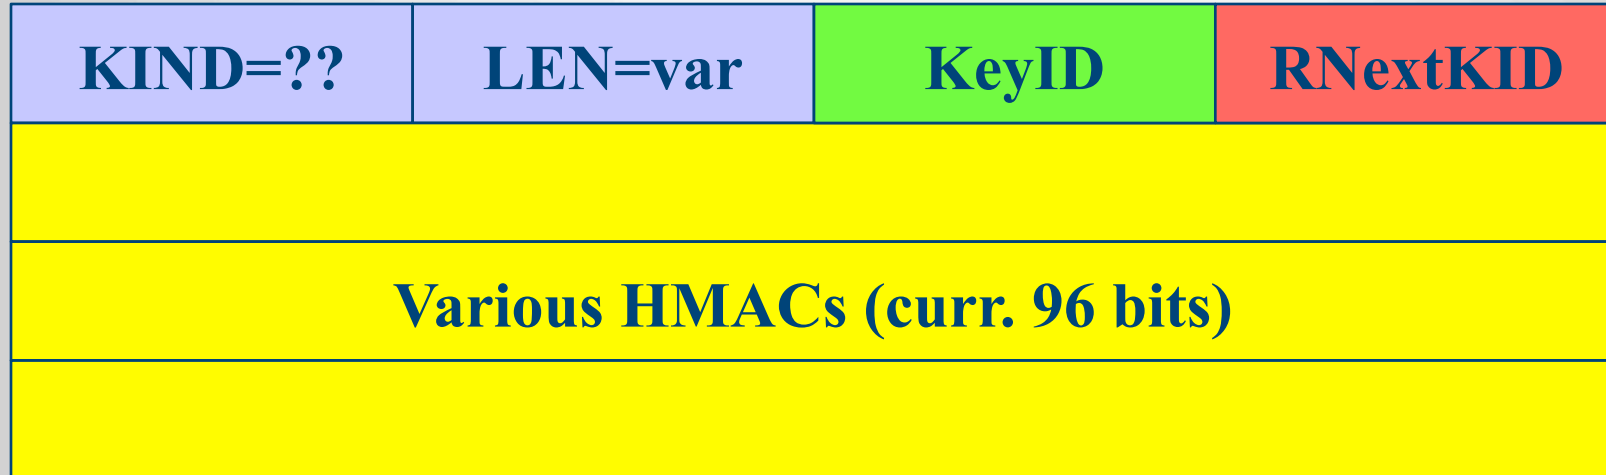 KIND=?? LEN=var KeyID RNextKID
Various HMACs (curr. 96 bits)